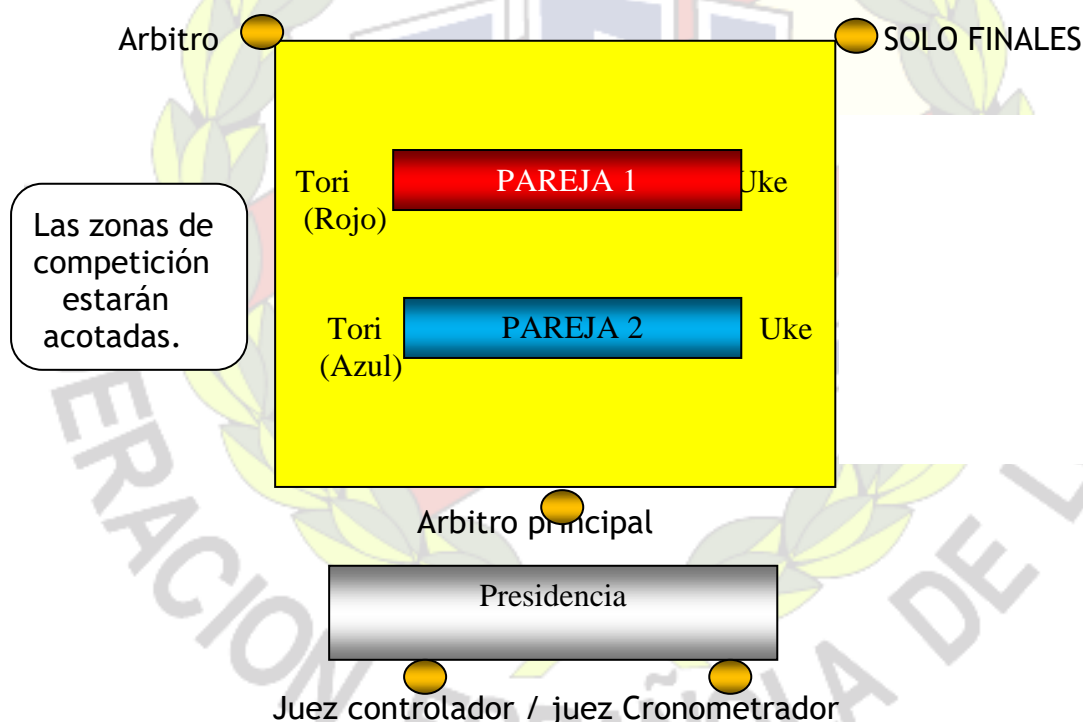 Arbitro
SOLO FINALES
Tori
PAREJA 1
Uke
(Rojo)
Las zonas de
competición
estarán
acotadas.
Tori
PAREJA 2
Uke
(Azul)
Arbitro principal
Presidencia
Juez controlador / juez Cronometrador